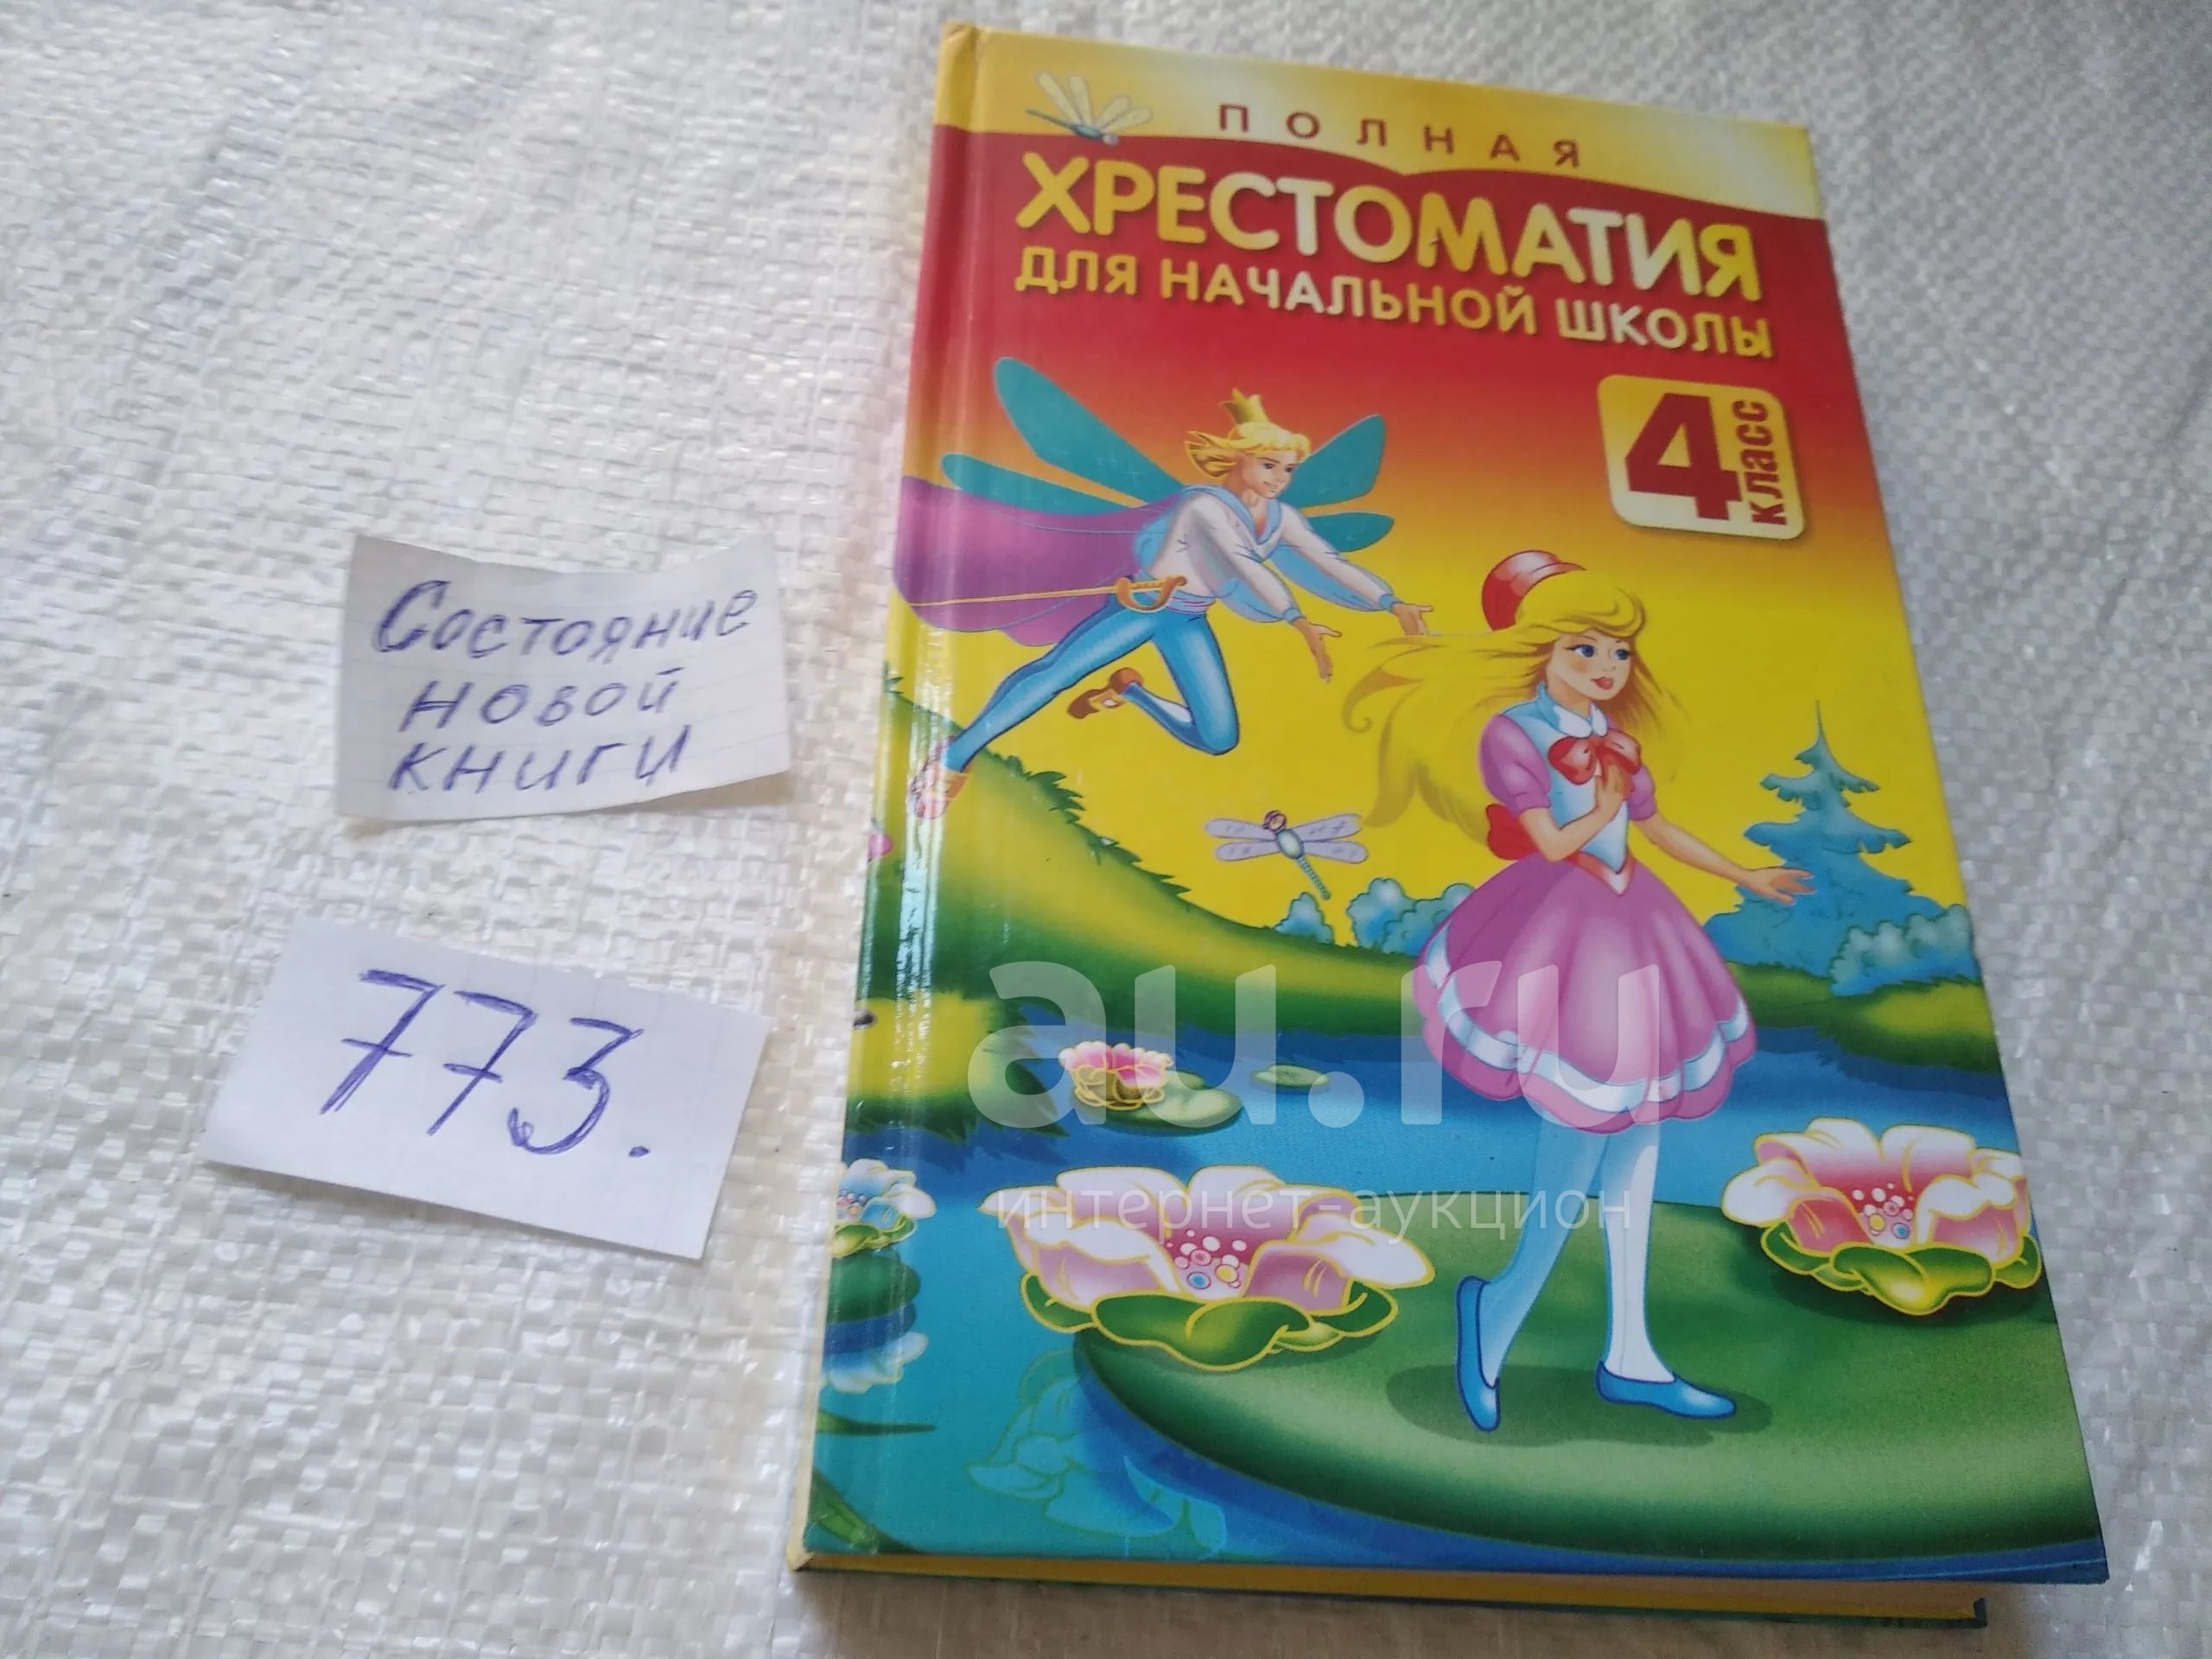 ПОЛНАЯ
ХРЕСТОМАТИЯ
ДЛЯ НАЧАЛЬНОЙ ШКОЛЫ
4 класс
Состояние
новой
книги
773.
au.ru
интернет-аукцион